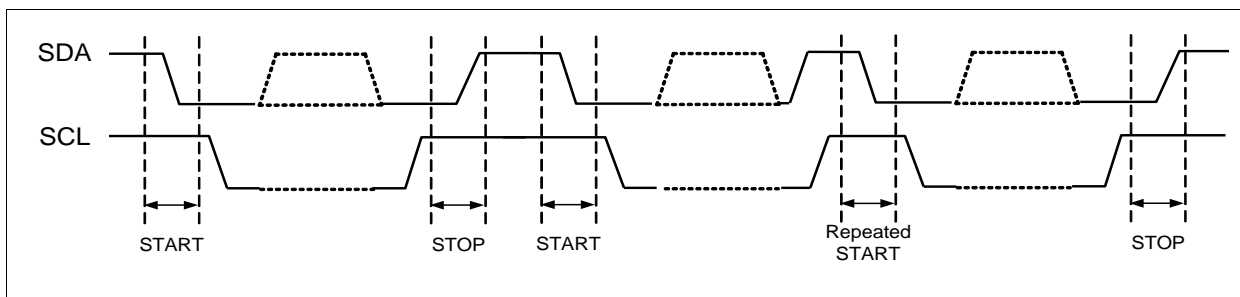 SDA
SCL
START
STOP
START
Repeated
START
STOP